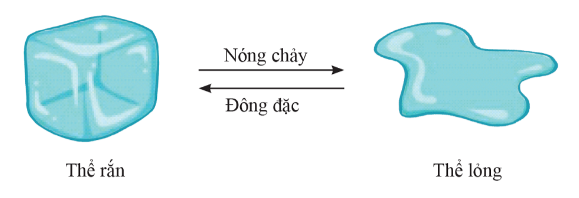 Nóng chảy
Đông đặc
Thể rắn
Thể lỏng